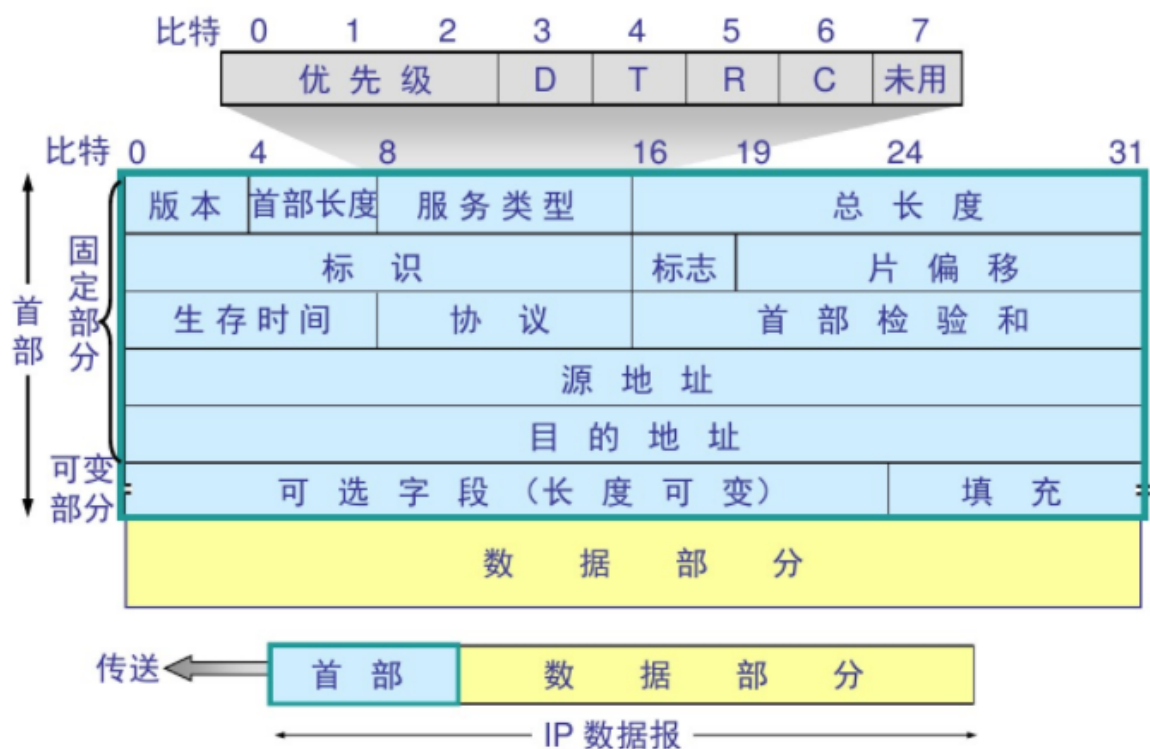 比特 0 1 2 3 4 5 6 7
优先级 D T R C 未用
比特 0 4 8 16 19 24 31
版本 首部长度 服务类型 总长度
标识 标志 片偏移
生存时间 协议 首部检验和
源地址
目的地址
可选字段（长度可变） 填充
首部
固定部分
可变
部分
数据部分
传送 首部 数据部分
IP 数据报